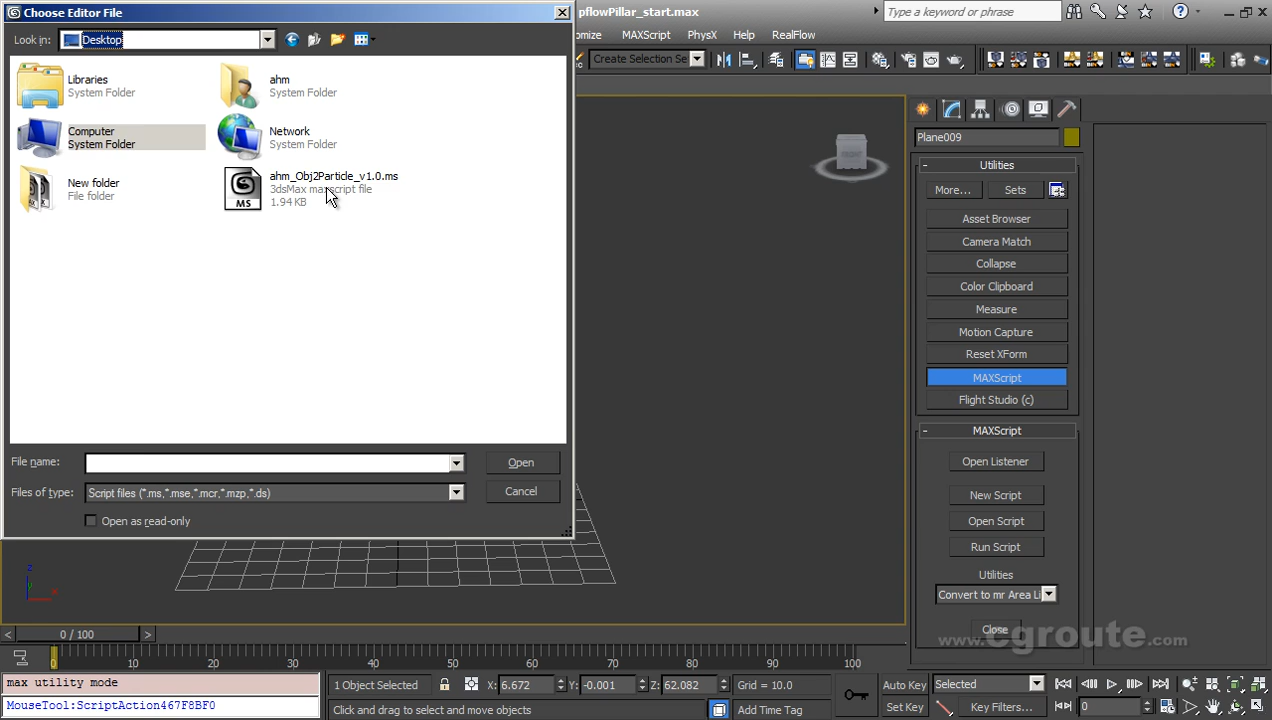 Choose Editor File
pflowPillar_start.max
Type a keyword or phrase
Look in:
Desktop
omize
MAXScript
PhysX
Help
RealFlow
Create Selection Se
Libraries
System Folder
ahm
System Folder
Computer
System Folder
Network
System Folder
New folder
File folder
ahm_Obj2Particle_v1.0.ms
3dsMax maxscript file
1.94 KB
MS
File name:
Open
Files of type:
Script files (*.ms,*.mse,*.mcr,*.mzp,*.ds)
Cancel
Open as read-only
Plane009
- Utilities
More...
Sets
Asset Browser
Camera Match
Collapse
Color Clipboard
Measure
Motion Capture
Reset XForm
MAXScript
Flight Studio (c)
- MAXScript
Open Listener
New Script
Open Script
Run Script
Utilities
Convert to mr Area Li
Close
www.cgroute.com
FRONT
z
x
< 0 / 100 >
0 10 20 30 40 50 60 70 80 90 100
max utility mode
MouseTool:ScriptAction467F8BF0
1 Object Selected
X: 6.672
Y: -0.001
Z: 62.082
Grid = 10.0
Auto Key
Selected
Click and drag to select and move objects
Add Time Tag
Set Key
Key Filters...
0